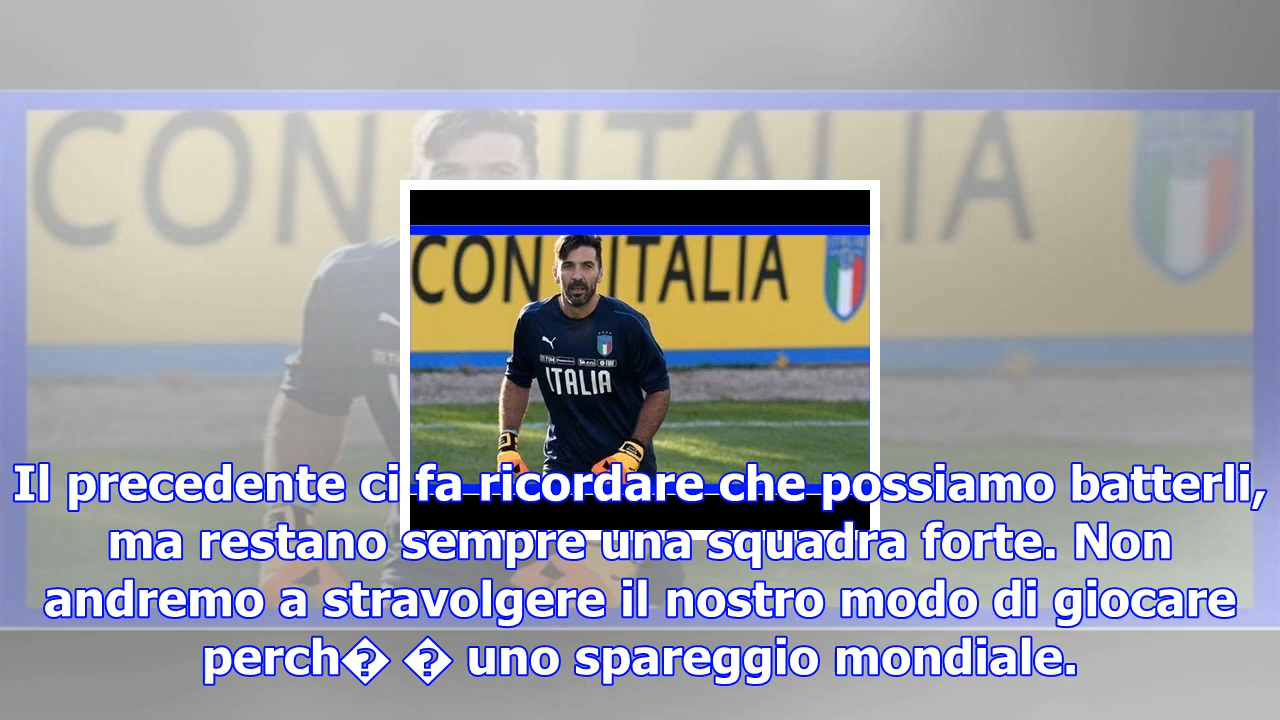 CON ITALIA
CON ITALIA
TIM
ITALIA
Il precedente ci fa ricordare che possiamo batterli,
ma restano sempre una squadra forte. Non
andremo a stravolgere il nostro modo di giocare
perch� � uno spareggio mondiale.